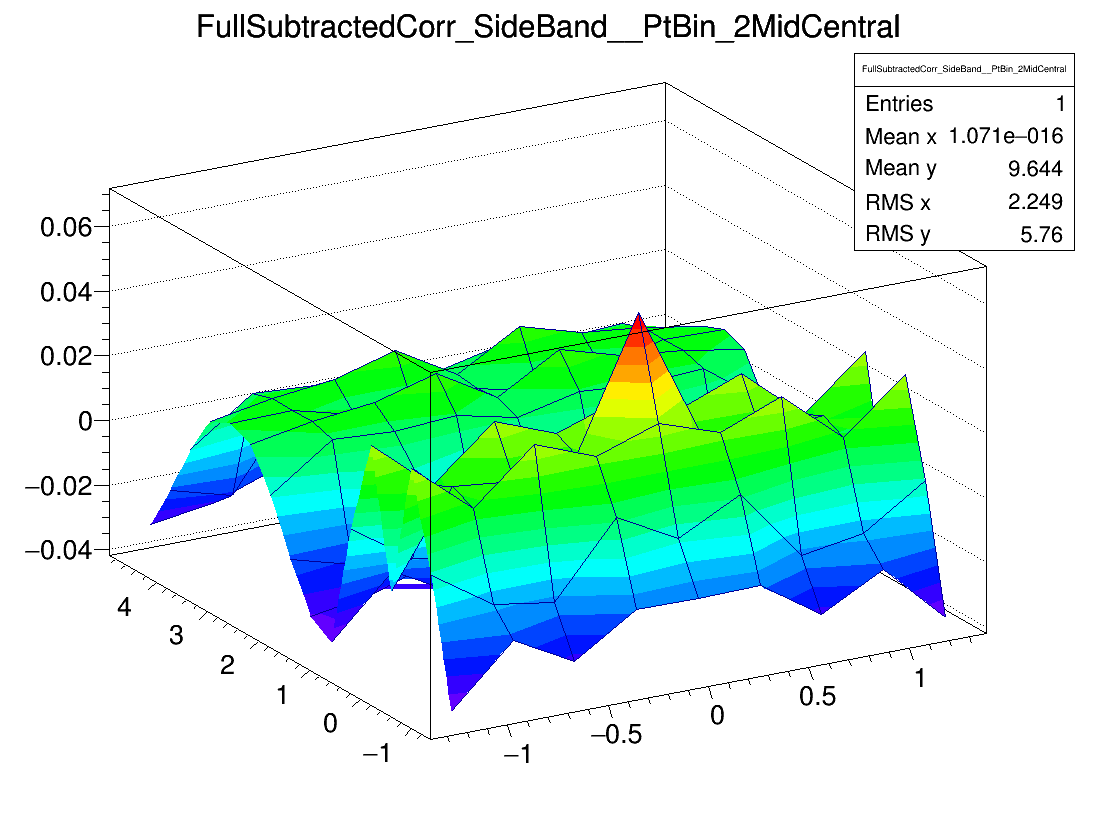 FullSubtractedCorr_SideBand__PtBin_2MidCentral
FullSubtractedCorr_SideBand__PtBin_2MidCentral
Entries 1
Mean x 1.071e−016
Mean y 9.644
RMS x 2.249
RMS y 5.76
0.06
0.04
0.02
0
−0.02
−0.04
4
3
2
1
0
−1
−1
−0.5
0
0.5
1